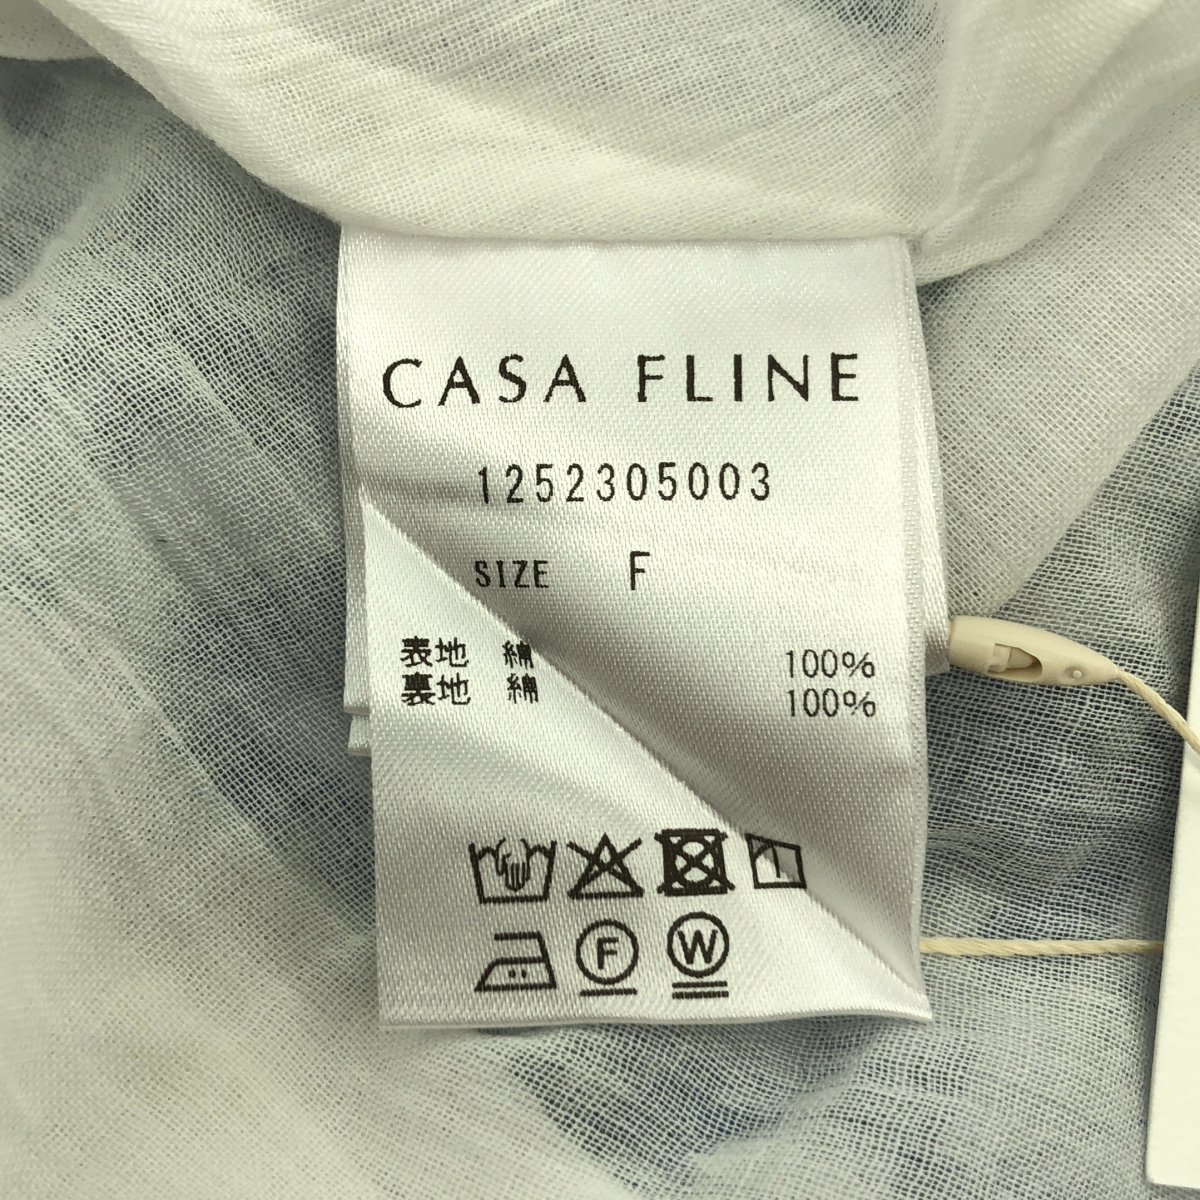 CASA FLINE
1252305003
SIZE F
表地 綿 100%
裏地 綿 100%
F W